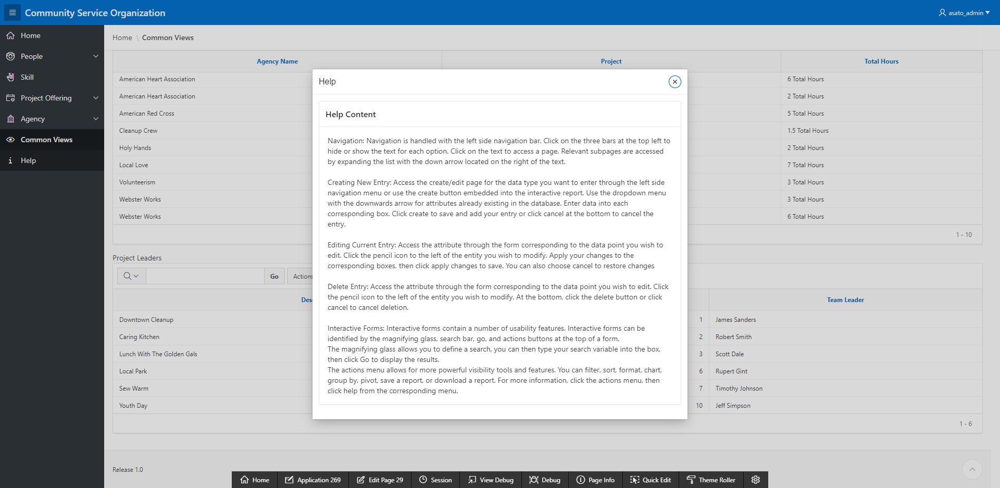 Community Service Organization
asato_admin
Home
People
Skill
Project Offering
Agency
Common Views
Help
Home \ Common Views
Agency Name Project Total Hours
American Heart Association 6 Total Hours
American Heart Association 2 Total Hours
American Red Cross 5 Total Hours
Cleanup Crew 1.5 Total Hours
Holy Hands 2 Total Hours
Local Love 7 Total Hours
Volunteerism 3 Total Hours
Webster Works 3 Total Hours
Webster Works 6 Total Hours
1 - 10
Project Leaders
Go Actions
Des Team Leader
Downtown Cleanup 1 James Sanders
Caring Kitchen 2 Robert Smith
Lunch With The Golden Gals 3 Scott Dale
Local Park 6 Rupert Gint
Sew Warm 7 Timothy Johnson
Youth Day 10 Jeff Simpson
1 - 6
Help
Help Content
Navigation: Navigation is handled with the left side navigation bar. Click on the three bars at the top left to
hide or show the text for each option. Click on the text to access a page. Relevant subpages are accessed
by expanding the list with the down arrow located on the right of the text.
Creating New Entry: Access the create/edit page for the data type you want to enter through the left side
navigation menu or use the create button embedded into the interactive report. Use the dropdown menu
with the downwards arrow for attributes already existing in the database. Enter data into each
corresponding box. Click create to save and add your entry or click cancel at the bottom to cancel the
entry.
Editing Current Entry: Access the attribute through the form corresponding to the data point you wish to
edit. Click the pencil icon to the left of the entity you wish to modify. Apply your changes to the
corresponding boxes, then click apply changes to save. You can also choose cancel to restore changes
Delete Entry: Access the attribute through the form corresponding to the data point you wish to edit. Click
the pencil icon to the left of the entity you wish to modify. At the bottom, click the delete button or click
cancel to cancel deletion.
Interactive Forms: Interactive forms contain a number of usability features. Interactive forms can be
identified by the magnifying glass, search bar, go, and actions buttons at the top of a form.
The magnifying glass allows you to define a search, you can then type your search variable into the box,
then click Go to display the results.
The actions menu allows for more powerful visibility tools and features. You can filter, sort, format, chart,
group by, pivot, save a report, or download a report. For more information, click the actions menu, then
click help from the corresponding menu.
Release 1.0
Home Application 269 Edit Page 29 Session View Debug Debug Page Info Quick Edit Theme Roller